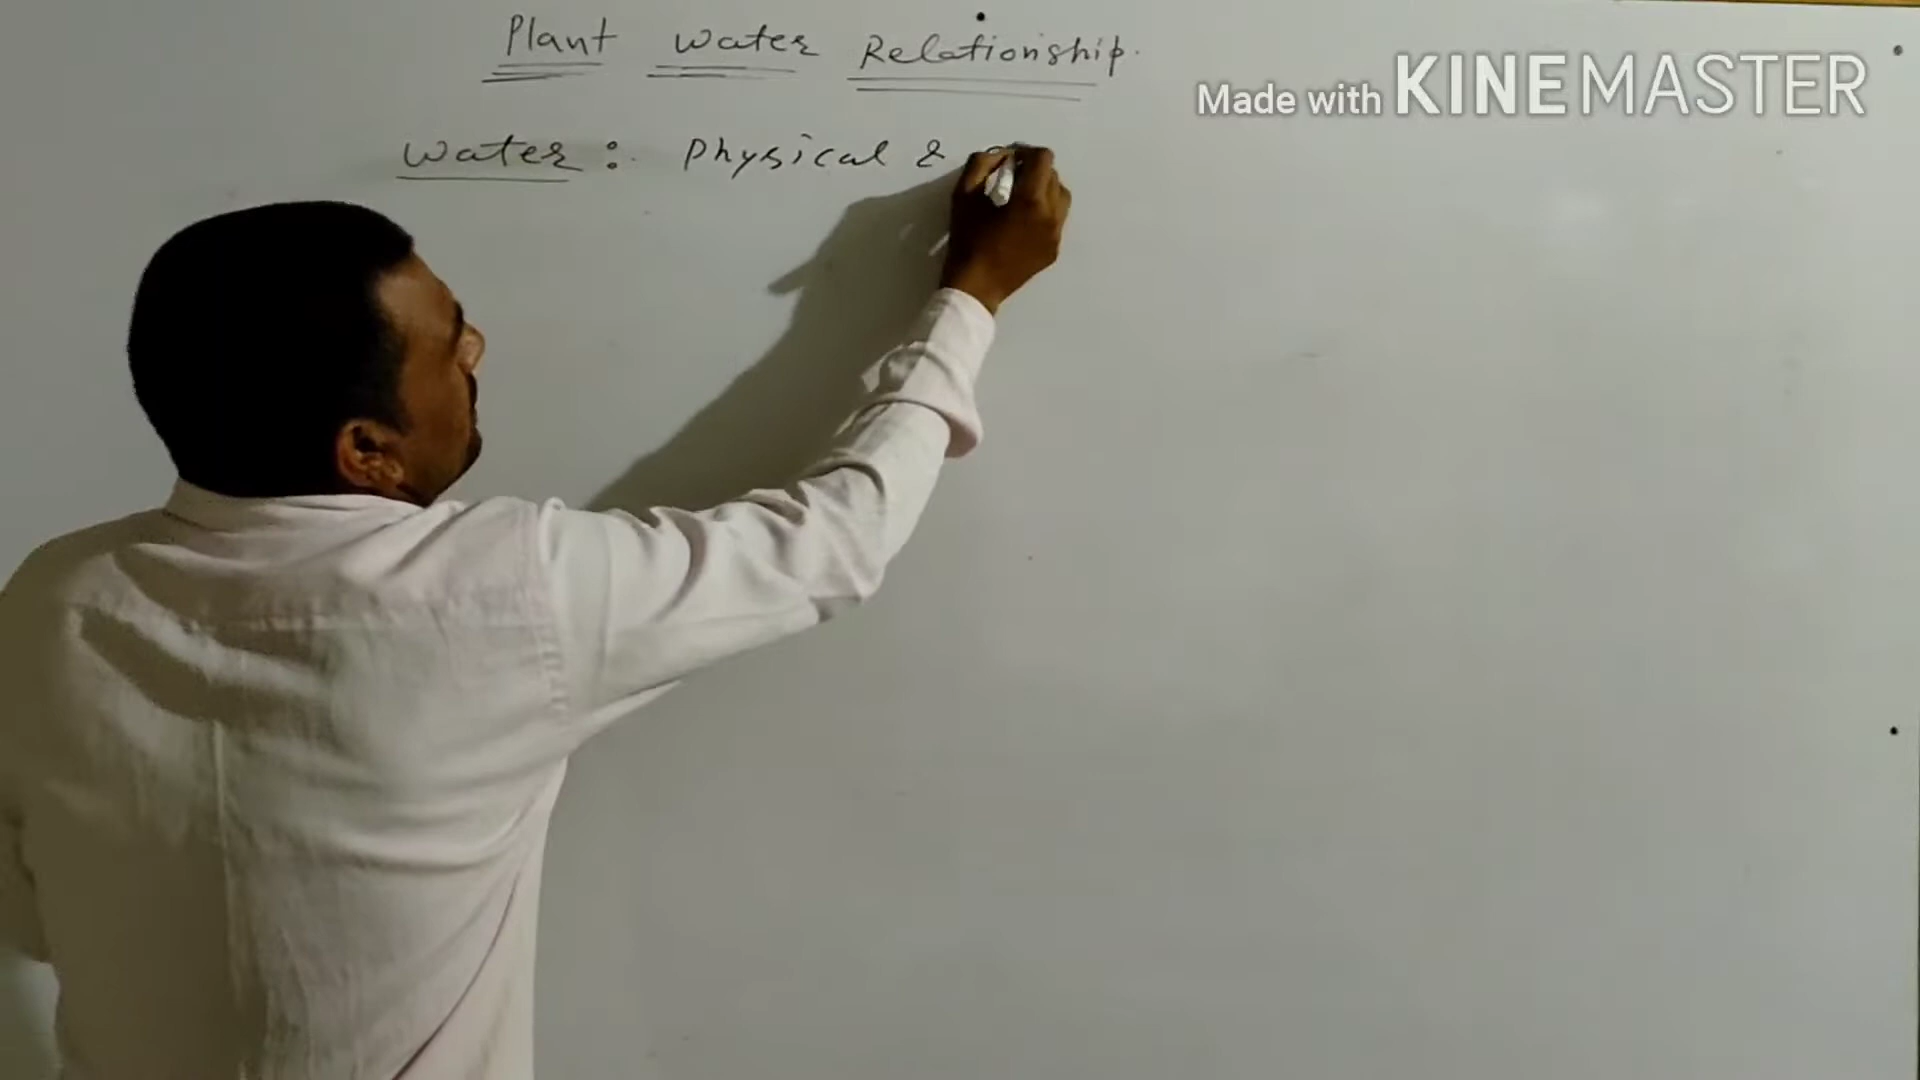 Plant water Relationship.
Made with KINEMASTER
water :. Physical &